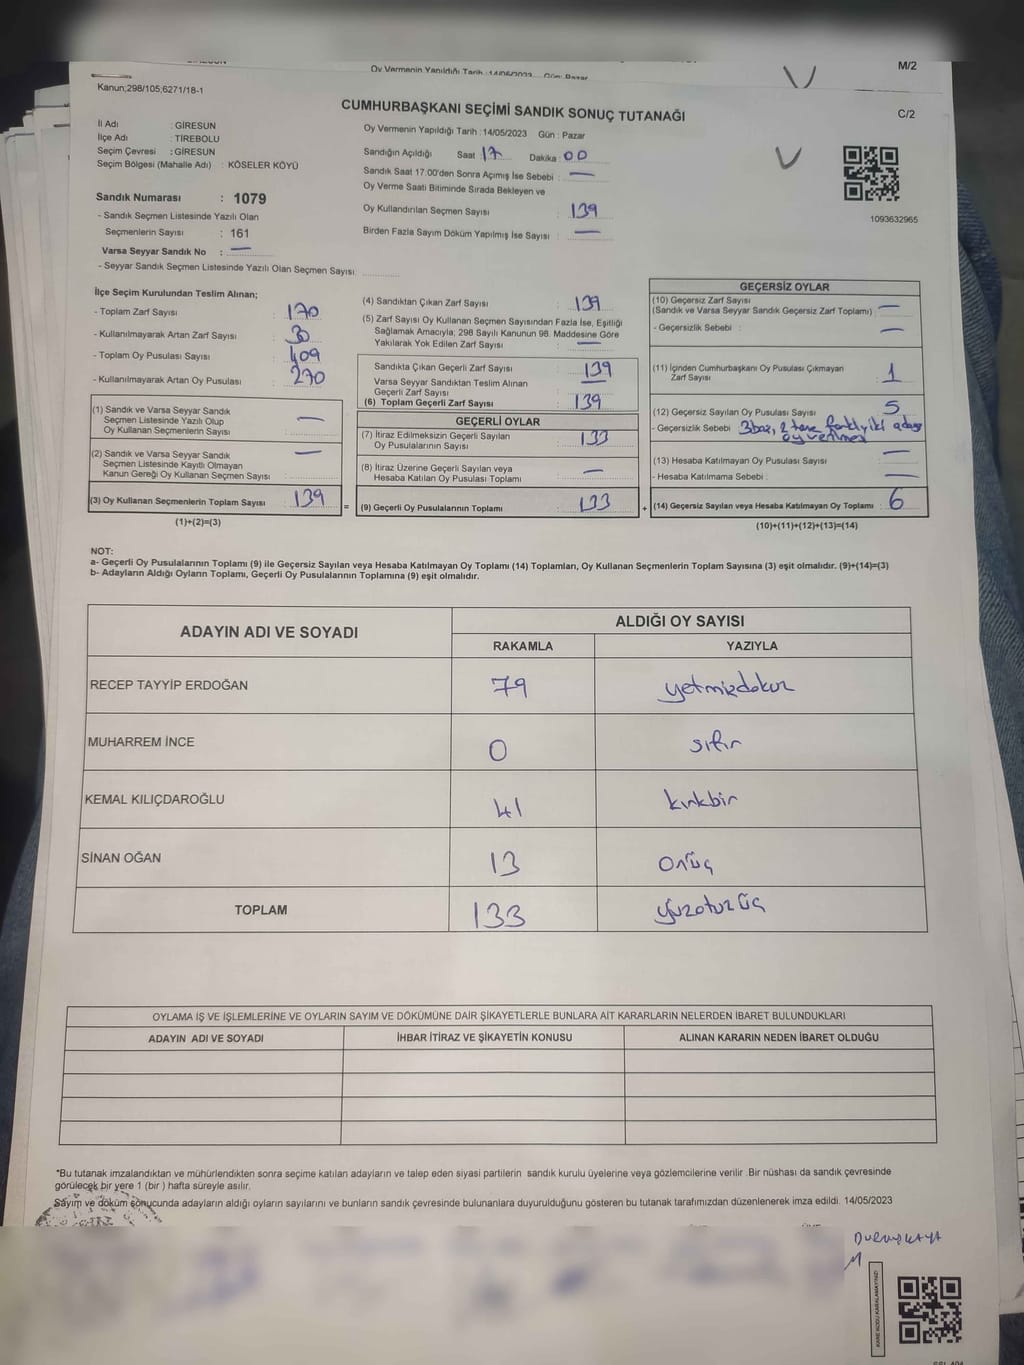 Oy Vermenin Yapıldığı Tarih : 14/05/2023 Gün: Pazar
M/2
Kanun;298/105;6271/18-1
CUMHURBAŞKANI SEÇİMİ SANDIK SONUÇ TUTANAĞI
C/2
İl Adı : GİRESUN
İlçe Adı : TİREBOLU
Seçim Çevresi : GİRESUN
Seçim Bölgesi (Mahalle Adı) : KÖSELER KÖYÜ
Oy Vermenin Yapıldığı Tarih : 14/05/2023 Gün : Pazar
Sandığın Açıldığı Saat 17 Dakika : 00
Sandık Saat 17.00'den Sonra Açımış İse Sebebi : —
Oy Verme Saati Bitiminde Sırada Bekleyen ve
Oy Kullandırılan Seçmen Sayısı : 139
Birden Fazla Sayım Döküm Yapılmış İse Sayısı : —
1093632965
Sandık Numarası : 1079
- Sandık Seçmen Listesinde Yazılı Olan
Seçmenlerin Sayısı : 161
Varsa Seyyar Sandık No : —
- Seyyar Sandık Seçmen Listesinde Yazılı Olan Seçmen Sayısı
İlçe Seçim Kurulundan Teslim Alınan;
- Toplam Zarf Sayısı : 170
- Kullanılmayarak Artan Zarf Sayısı : 30
- Toplam Oy Pusulası Sayısı : 409
- Kullanılmayarak Artan Oy Pusulası : 270
(1) Sandık ve Varsa Seyyar Sandık
Seçmen Listesinde Yazılı Olup
Oy Kullanan Seçmenlerin Sayısı : —
(2) Sandık ve Varsa Seyyar Sandık
Seçmen Listesinde Kayıtlı Olmayan
Kanun Gereği Oy Kullanan Seçmen Sayısı : —
(3) Oy Kullanan Seçmenlerin Toplam Sayısı : 139
(1)+(2)=(3)
=
(4) Sandıktan Çıkan Zarf Sayısı : 139
(5) Zarf Sayısı Oy Kullanan Seçmen Sayısından Fazla İse, Eşitliği
Sağlamak Amacıyla, 298 Sayılı Kanunun 98. Maddesine Göre
Yakılarak Yok Edilen Zarf Sayısı : —
Sandıkta Çıkan Geçerli Zarf Sayısı : 139
Varsa Seyyar Sandıktan Teslim Alınan
Geçerli Zarf Sayısı : —
(6) Toplam Geçerli Zarf Sayısı : 139
GEÇERLİ OYLAR
(7) İtiraz Edilmeksizin Geçerli Sayılan
Oy Pusulasının Sayısı : 133
(8) İtiraz Üzerine Geçerli Sayılan veya
Hesaba Katılan Oy Pusulası Toplamı : —
(9) Geçerli Oy Pusulalarının Toplamı : 133
+
GEÇERSİZ OYLAR
(10) Geçersiz Zarf Sayısı
(Sandık ve Varsa Seyyar Sandık Geçersiz Zarf Toplamı) : —
- Geçersizlik Sebebi : —
(11) İçinden Cumhurbaşkanı Oy Pusulası Çıkmayan
Zarf Sayısı : 1
(12) Geçersiz Sayılan Oy Pusulası Sayısı : 5
- Geçersizlik Sebebi : 3 boş, 2 tane farklı iki adaya
oy verilmesi
(13) Hesaba Katılmayan Oy Pusulası Sayısı : —
- Hesaba Katılmama Sebebi : —
(14) Geçersiz Sayılan veya Hesaba Katılmayan Oy Toplamı : 6
(10)+(11)+(12)+(13)=(14)
NOT:
a- Geçerli Oy Pusulalarının Toplamı (9) ile Geçersiz Sayılan veya Hesaba Katılmayan Oy Toplamı (14) Toplamları, Oy Kullanan Seçmenlerin Toplam Sayısına (3) eşit olmalıdır. (9)+(14)=(3)
b- Adayların Aldığı Oyların Toplamı, Geçerli Oy Pusulalarının Toplamına (9) eşit olmalıdır.
ADAYIN ADI VE SOYADI
ALDIĞI OY SAYISI
RAKAMLA YAZIYLA
RECEP TAYYİP ERDOĞAN 79 yetmişdokuz
MUHARREM İNCE 0 sıfır
KEMAL KILIÇDAROĞLU 41 kırkbir
SİNAN OĞAN 13 onüç
TOPLAM 133 yüzotuzüç
OYLAMA İŞ VE İŞLEMLERİNE VE OYLARIN SAYIM VE DÖKÜMÜNE DAİR ŞİKAYETLERLE BUNLARA AİT KARARLARIN NELERDEN İBARET BULUNDUKLARI
ADAYIN ADI VE SOYADI İHBAR İTİRAZ VE ŞİKAYETİN KONUSU ALINAN KARARIN NEDEN İBARET OLDUĞU
*Bu tutanak imzalandıktan ve mühürlendikten sonra seçime katılan adayların ve talep eden siyasi partilerin sandık kurulu üyelerine veya gözlemcilerine verilir. Bir nüshası da sandık çevresinde
görülecek bir yere 1 (bir ) hafta süreyle asılır.
Sayım ve döküm sonucunda adayların aldığı oyların sayılarını ve bunların sandık çevresinde bulunanlara duyurulduğunu gösteren bu tutanak tarafımızdan düzenlenerek imza edildi. 14/05/2023
KARE KODU KARALAMAYINIZ!